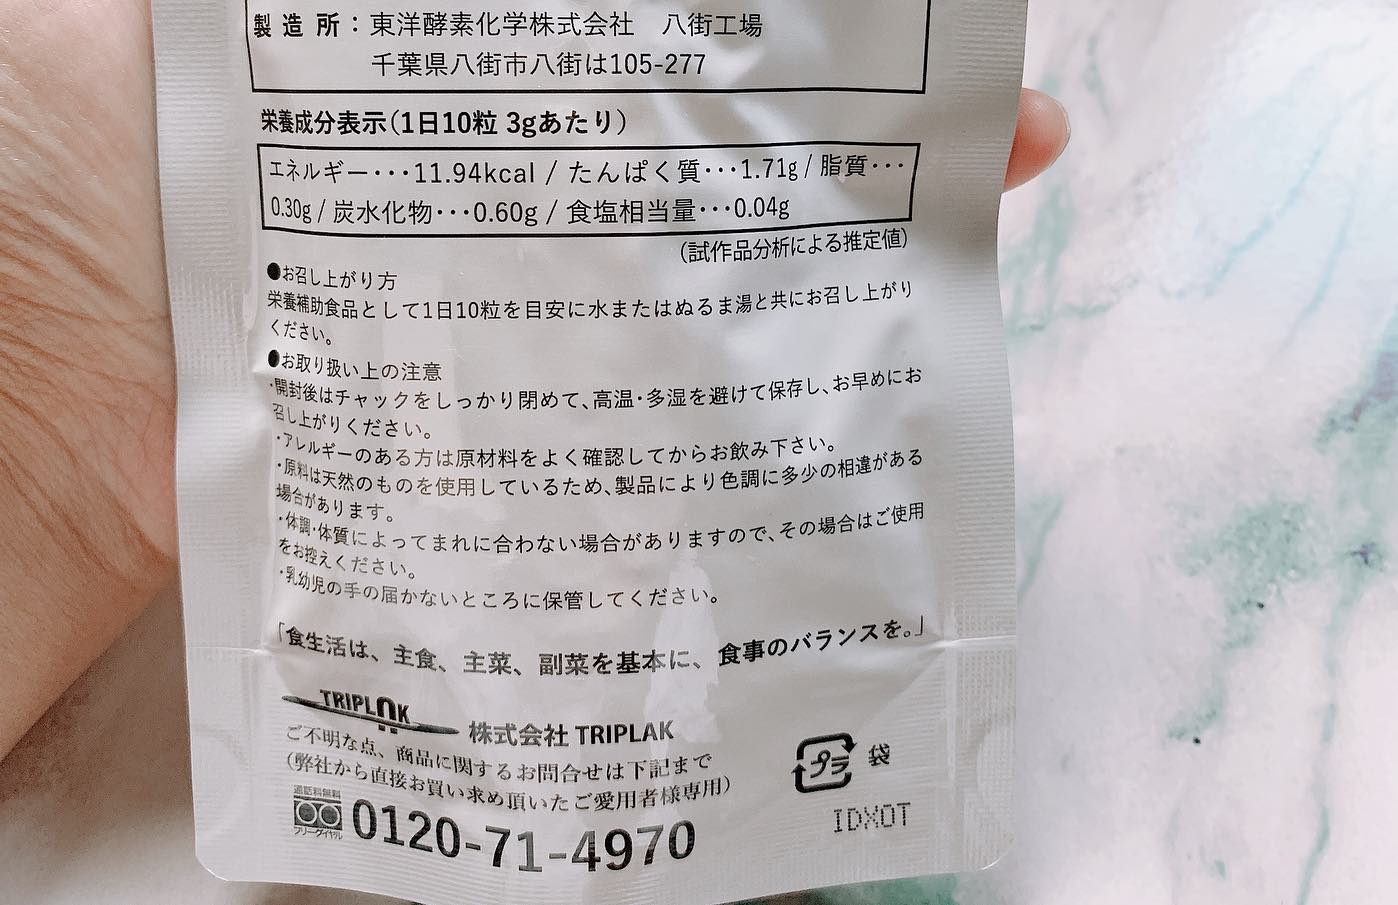 製造所：東洋酵素化学株式会社　八街工場
千葉県八街市八街は105-277
栄養成分表示（1日10粒 3gあたり）
エネルギー･･･11.94kcal / たんぱく質･･･1.71g / 脂質･･･
0.30g / 炭水化物･･･0.60g / 食塩相当量･･･0.04g
（試作品分析による推定値）
●お召し上がり方
栄養補助食品として1日10粒を目安に水またはぬるま湯と共にお召し上がり
ください。
●お取り扱い上の注意
･開封後はチャックをしっかり閉めて、高温･多湿を避けて保存し、お早めにお
召し上がりください。
･アレルギーのある方は原材料をよく確認してからお飲み下さい。
･原料は天然のものを使用しているため、製品により色調に多少の相違がある
場合があります。
･体調･体質によってまれに合わない場合がありますので、その場合はご使用
をお控えください。
･乳幼児の手の届かないところに保管してください。
「食生活は、主食、主菜、副菜を基本に、食事のバランスを。」
TRIPLAK 株式会社 TRIPLAK
ご不明な点、商品に関するお問合せは下記まで
（弊社から直接お買い求め頂いたご愛用者様専用）
プラ 袋
通話料無料
フリーダイヤル
0120-71-4970
IDXOT